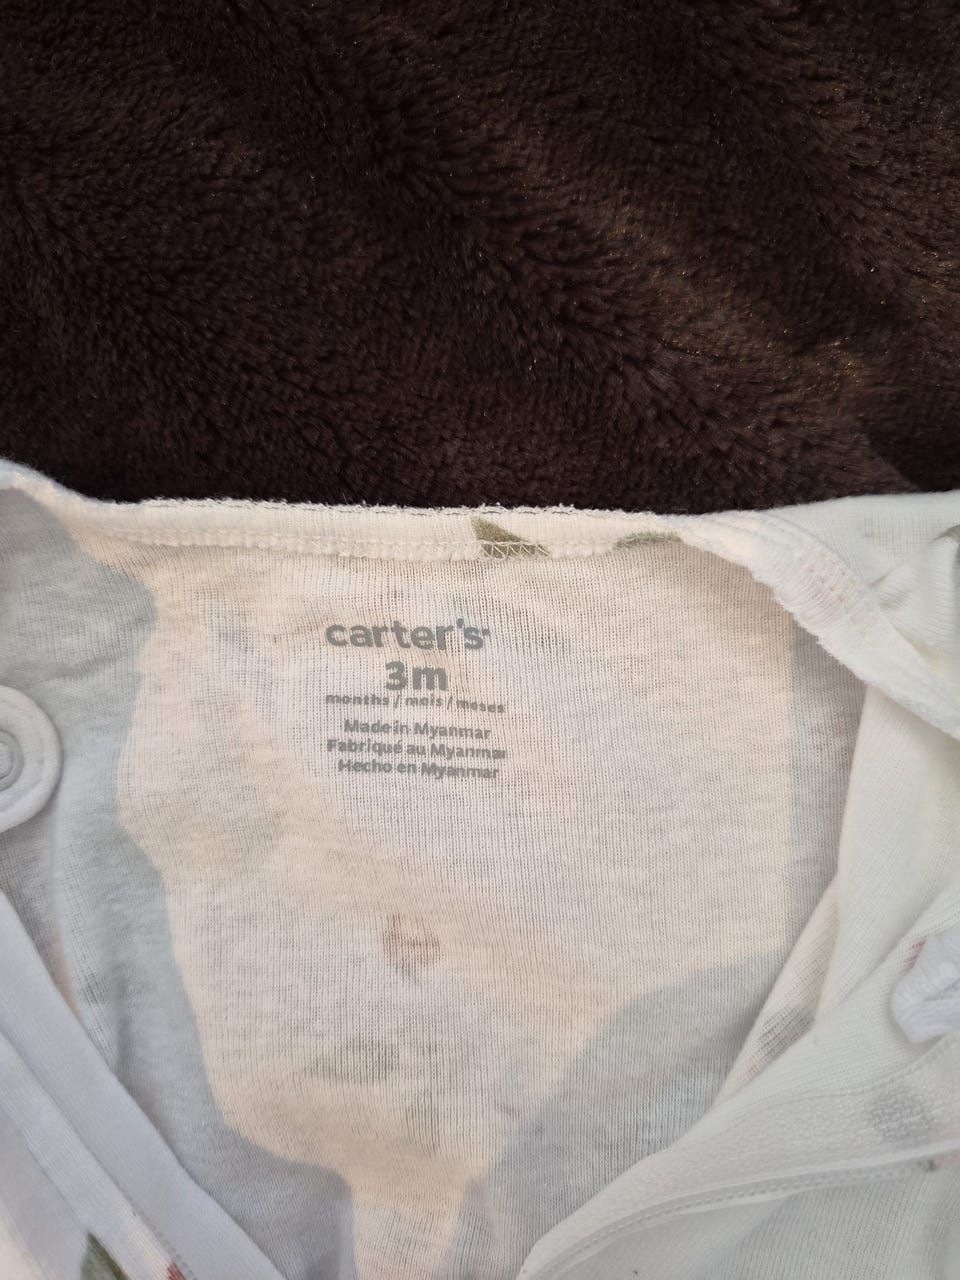 carter's
3m
months / mois / meses
Made in Myanmar
Fabriqué au Myanmar
Hecho en Myanmar